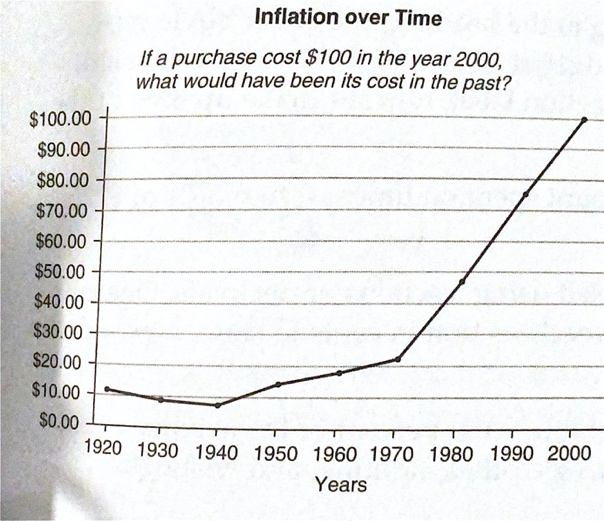 Inflation over Time
If a purchase cost $100 in the year 2000,
what would have been its cost in the past?
$100.00
$90.00
$80.00
$70.00
$60.00
$50.00
$40.00
$30.00
$20.00
$10.00
$0.00
1920 1930 1940 1950 1960 1970 1980 1990 2000
Years